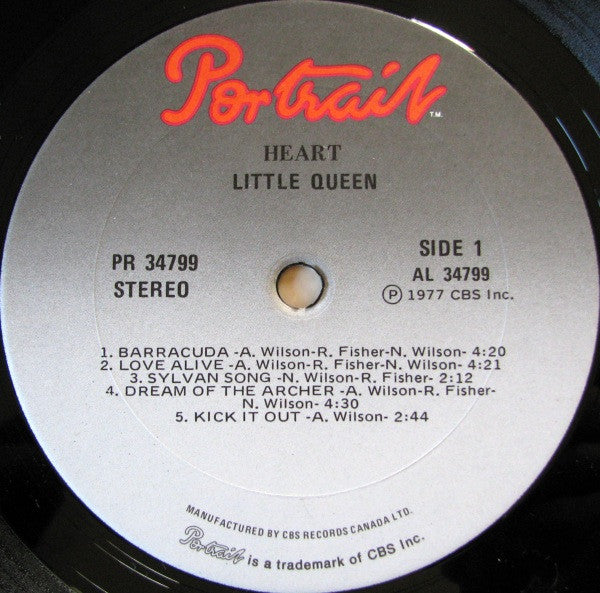 Portrait TM.
HEART
LITTLE QUEEN
PR 34799
STEREO
SIDE 1
AL 34799
Ⓟ 1977 CBS Inc.
1. BARRACUDA -A. Wilson-R. Fisher-N. Wilson- 4:20
2. LOVE ALIVE -A. Wilson-R. Fisher-N. Wilson- 4:21
3. SYLVAN SONG -N. Wilson-R. Fisher- 2:12
4. DREAM OF THE ARCHER -A. Wilson-R. Fisher-
N. Wilson- 4:30
5. KICK IT OUT -A. Wilson- 2:44
MANUFACTURED BY CBS RECORDS CANADA LTD.
Portrait is a trademark of CBS Inc.